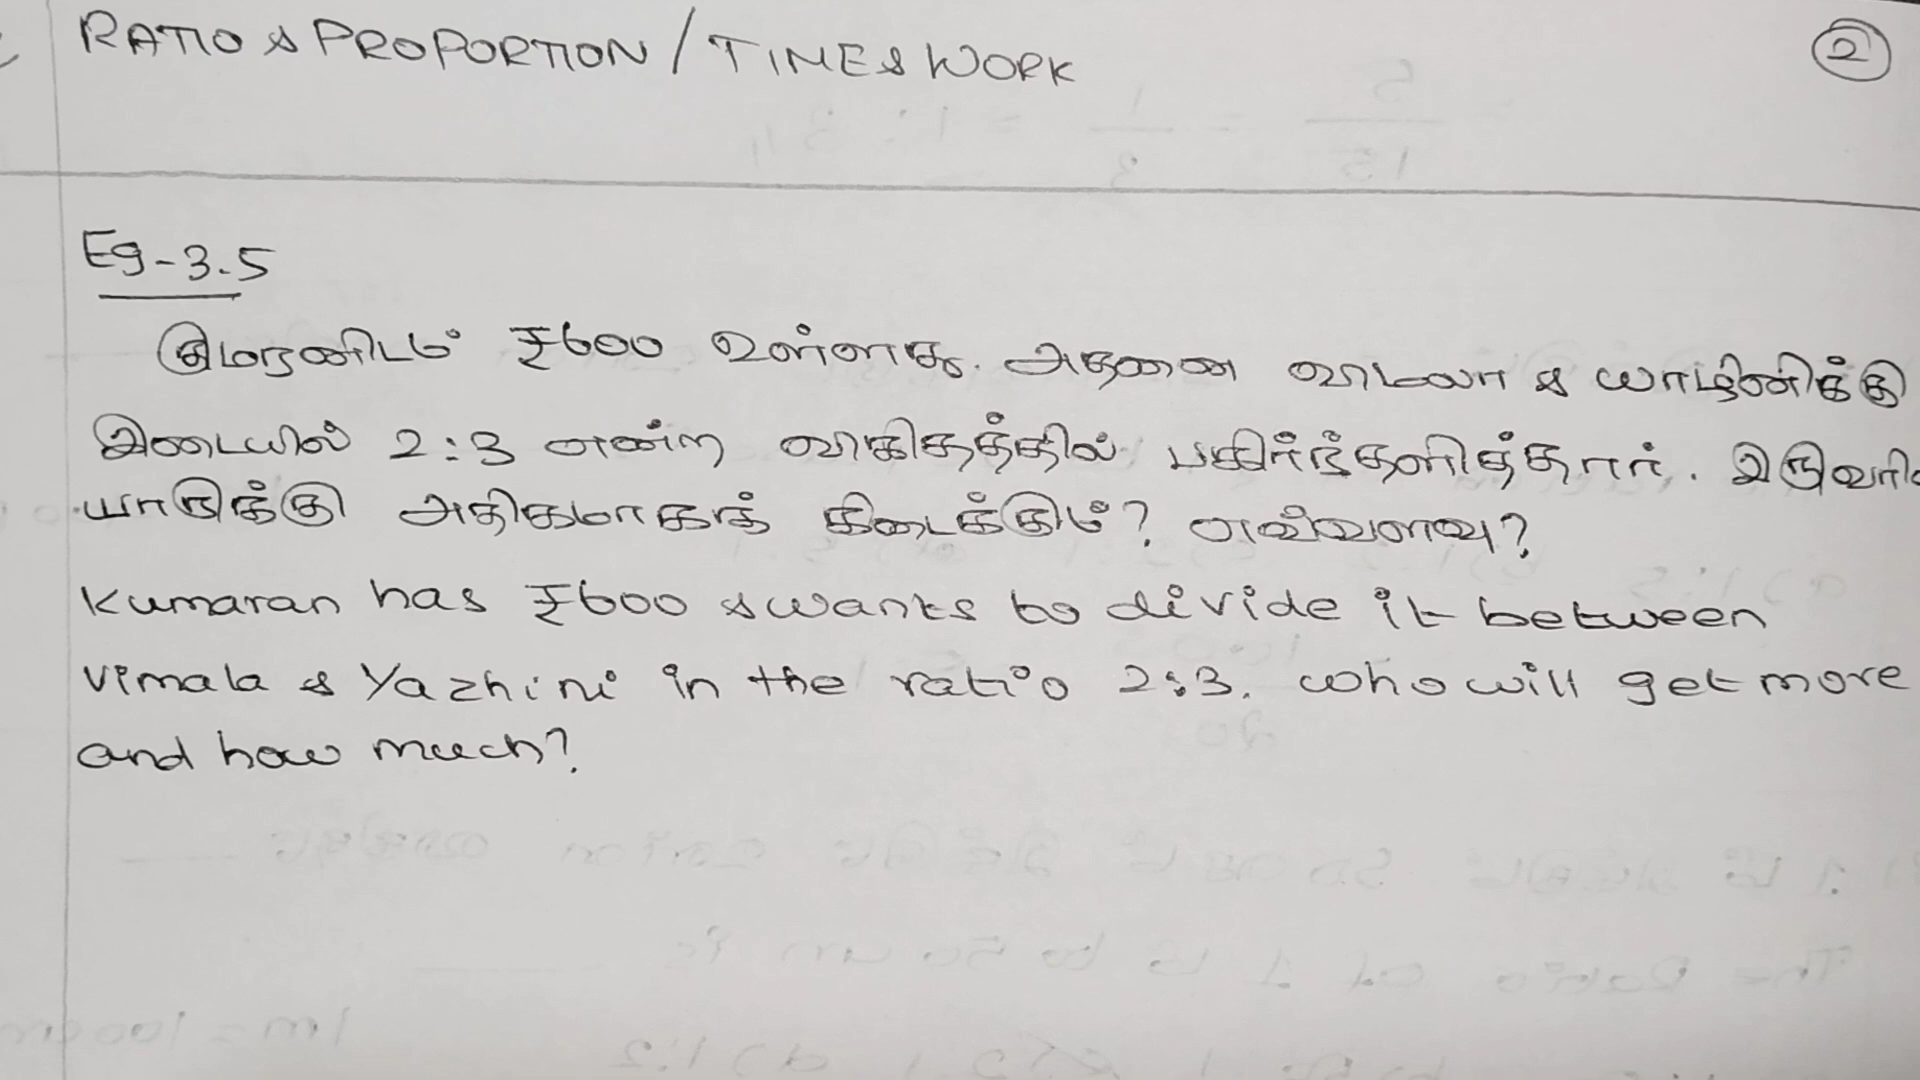 RATIO & PROPORTION / TIME & WORK
2
Eg-3.5
குமரனிடம் ₹600 உள்ளது. அதனை விமலா & யாழினிக்கு
இடையில் 2:3 என்ற விகிதத்தில் பகிர்ந்தளித்தார். இருவரில்
யாருக்கு அதிகமாகக் கிடைக்கும்? எவ்வளவு?
Kumaran has ₹600 & wants to divide it between
Vimala & Yazhini in the ratio 2:3. who will get more
and how much?